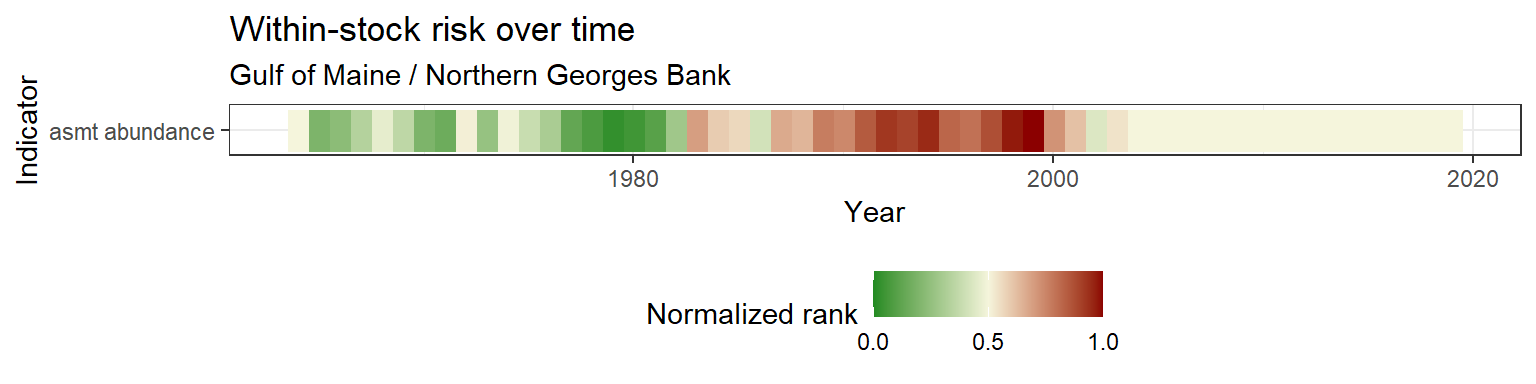 Within-stock risk over time
Gulf of Maine / Northern Georges Bank
Indicator
asmt abundance
1980 2000 2020
Year
Normalized rank
0.0 0.5 1.0